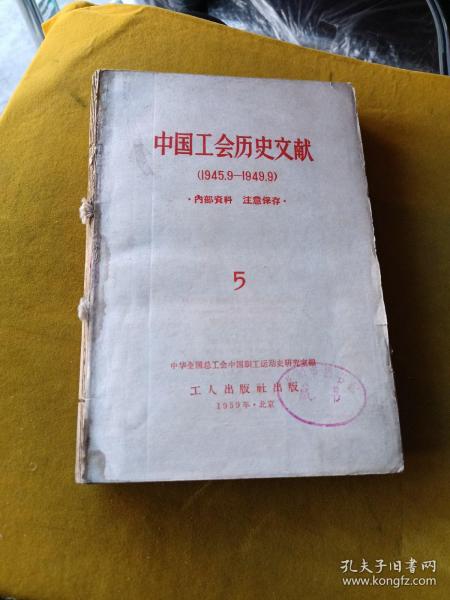 中国工会历史文献
(1945.9—1949.9)
·內部資料 注意保存·
5
中华全国总工会中国职工运动史研究室編
工人出版社出版
1959年·北京
孔夫子旧书网
www.kongfz.com